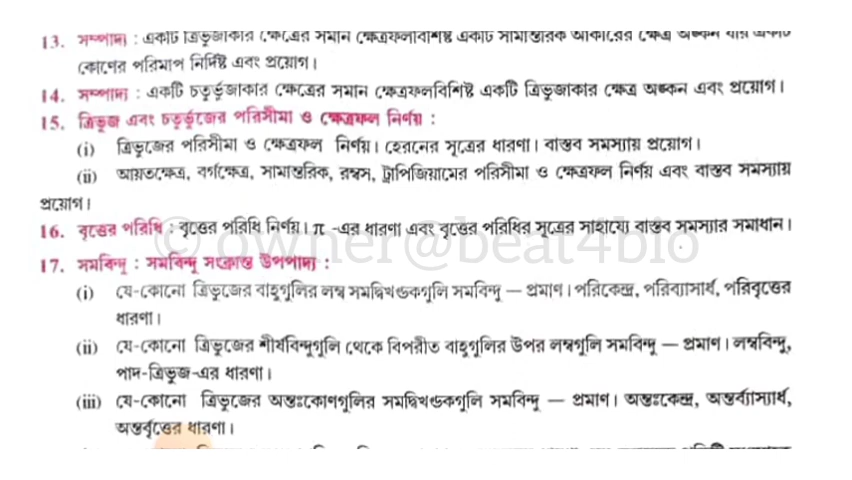 13. সম্পাদ্য : একটি ত্রিভুজাকার ক্ষেত্রের সমান ক্ষেত্রফলবিশিষ্ট একটি সামান্তরিক আকারের ক্ষেত্র অঙ্কন যার একটি
কোণের পরিমাপ নির্দিষ্ট এবং প্রয়োগ।
14. সম্পাদ্য : একটি চতুর্ভুজাকার ক্ষেত্রের সমান ক্ষেত্রফলবিশিষ্ট একটি ত্রিভুজাকার ক্ষেত্র অঙ্কন এবং প্রয়োগ।
15. ত্রিভুজ এবং চতুর্ভুজের পরিসীমা ও ক্ষেত্রফল নির্ণয় :
(i) ত্রিভুজের পরিসীমা ও ক্ষেত্রফল নির্ণয়। হেরনের সূত্রের ধারণা। বাস্তব সমস্যায় প্রয়োগ।
(ii) আয়তক্ষেত্র, বর্গক্ষেত্র, সামান্তরিক, রম্বস, ট্রাপিজিয়ামের পরিসীমা ও ক্ষেত্রফল নির্ণয় এবং বাস্তব সমস্যায়
প্রয়োগ।
16. বৃত্তের পরিধি : বৃত্তের পরিধি নির্ণয়। π -এর ধারণা এবং বৃত্তের পরিধির সূত্রের সাহায্যে বাস্তব সমস্যার সমাধান।
© owner@beat4bio
17. সমবিন্দু : সমবিন্দু সংক্রান্ত উপপাদ্য :
(i) যে-কোনো ত্রিভুজের বাহুগুলির লম্ব সমদ্বিখণ্ডকগুলি সমবিন্দু — প্রমাণ। পরিকেন্দ্র, পরিব্যাসার্ধ, পরিবৃত্তের
ধারণা।
(ii) যে-কোনো ত্রিভুজের শীর্ষবিন্দুগুলি থেকে বিপরীত বাহুগুলির উপর লম্বগুলি সমবিন্দু — প্রমাণ। লম্ববিন্দু,
পাদ-ত্রিভুজ-এর ধারণা।
(iii) যে-কোনো ত্রিভুজের অন্তঃকোণগুলির সমদ্বিখণ্ডকগুলি সমবিন্দু — প্রমাণ। অন্তঃকেন্দ্র, অন্তর্ব্যাসার্ধ,
অন্তর্বৃত্তের ধারণা।